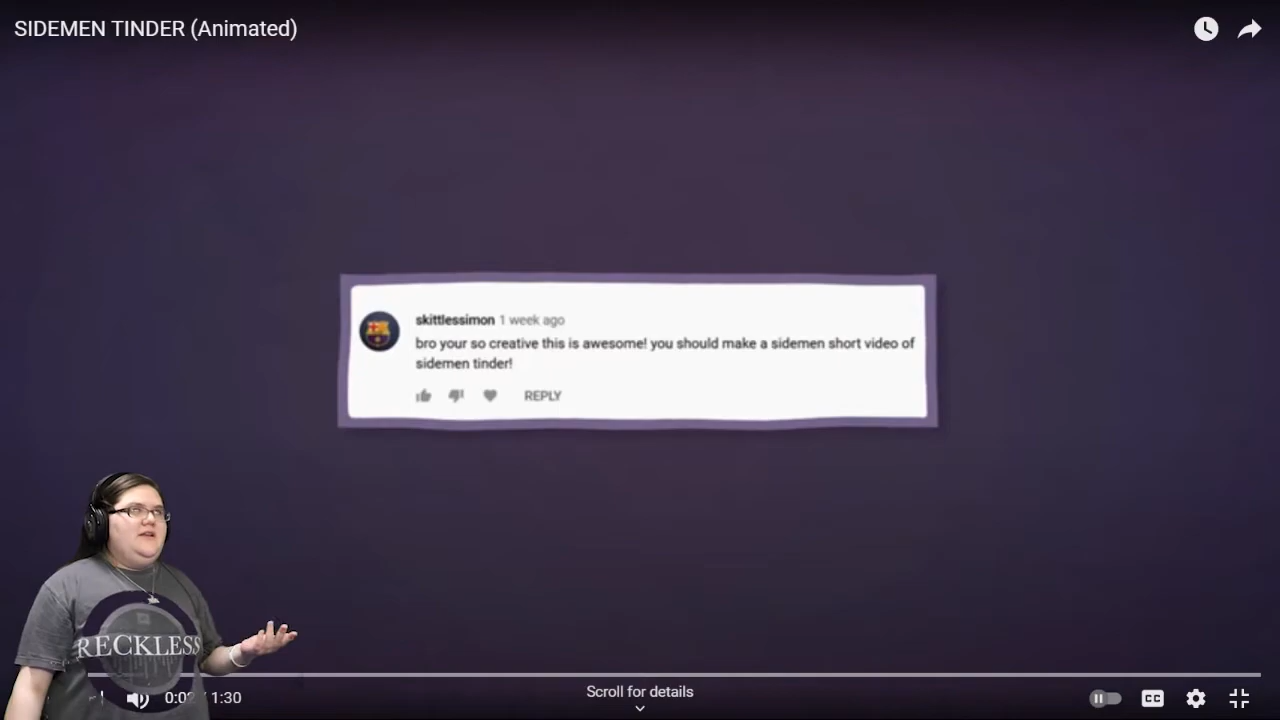 SIDEMEN TINDER (Animated)
skittlessimon 1 week ago
bro your so creative this is awesome! you should make a sidemen short video of
sidemen tinder!
REPLY
RECKLESS
Scroll for details
/ 1:30
CC